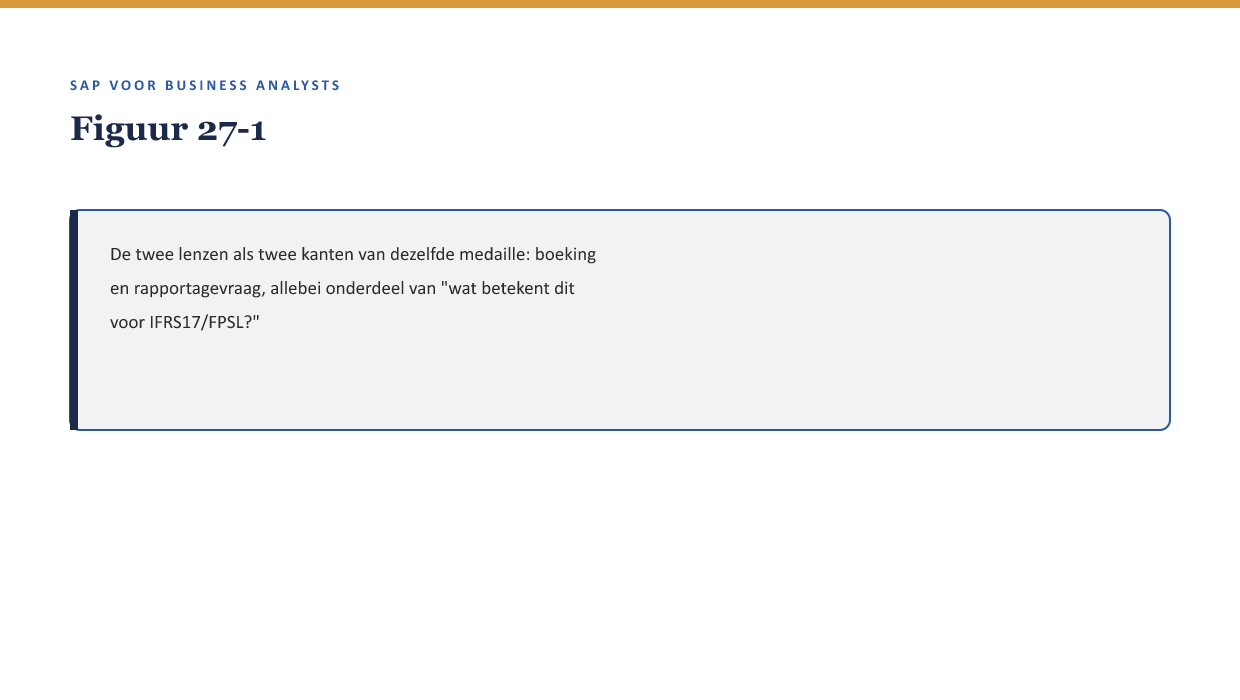 SAP VOOR BUSINESS ANALYSTS
Figuur 27-1
De twee lenzen als twee kanten van dezelfde medaille: boeking
en rapportagevraag, allebei onderdeel van "wat betekent dit
voor IFRS17/FPSL?"